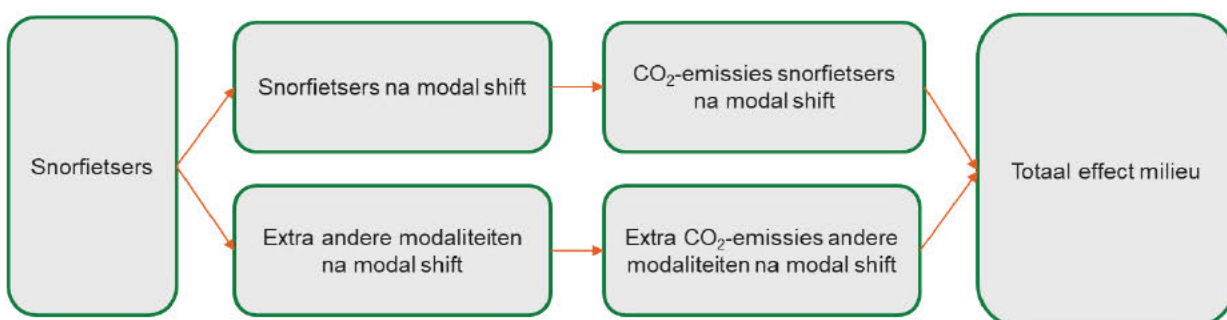 Snorfietsers
Snorfietsers na modal shift
CO₂-emissies snorfietsers
na modal shift
Extra andere modaliteiten
na modal shift
Extra CO₂-emissies andere
modaliteiten na modal shift
Totaal effect milieu